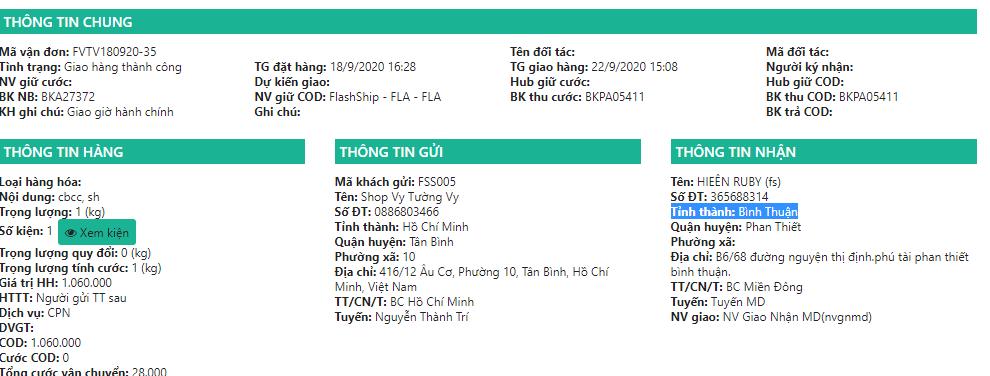 THÔNG TIN CHUNG
Mã vận đơn: FVTV180920-35
Tên đối tác:
Mã đối tác:
Tình trạng: Giao hàng thành công
TG đặt hàng: 18/9/2020 16:28
TG giao hàng: 22/9/2020 15:08
Người ký nhận:
NV giữ cước:
Dự kiến giao:
Hub giữ cước:
Hub giữ COD:
BK NB: BKA27372
NV giữ COD: FlashShip - FLA - FLA
BK thu cước: BKPA05411
BK thu COD: BKPA05411
KH ghi chú: Giao giờ hành chính
Ghi chú:
BK trả COD:
THÔNG TIN HÀNG
Loại hàng hóa:
Nội dung: cbcc, sh
Trọng lượng: 1 (kg)
Số kiện: 1 Xem kiện
Trọng lượng quy đổi: 0 (kg)
Trọng lượng tính cước: 1 (kg)
Giá trị HH: 1.060.000
HTTT: Người gửi TT sau
Dịch vụ: CPN
DVGT:
COD: 1.060.000
Cước COD: 0
Tổng cước vận chuyển: 28.000
THÔNG TIN GỬI
Mã khách gửi: FSS005
Tên: Shop Vy Tường Vy
Số ĐT: 0886803466
Tỉnh thành: Hồ Chí Minh
Quận huyện: Tân Bình
Phường xã: 10
Địa chỉ: 416/12 Âu Cơ, Phường 10, Tân Bình, Hồ Chí
Minh, Việt Nam
TT/CN/T: BC Hồ Chí Minh
Tuyến: Nguyễn Thành Trí
THÔNG TIN NHẬN
Tên: HIEÊN RUBY (fs)
Số ĐT: 365688314
Tỉnh thành: Bình Thuận
Quận huyện: Phan Thiết
Phường xã:
Địa chỉ: B6/68 đường nguyện thị định.phú tài phan thiết
bình thuận.
TT/CN/T: BC Miền Đông
Tuyến: Tuyến MD
NV giao: NV Giao Nhận MD(nvgnmd)